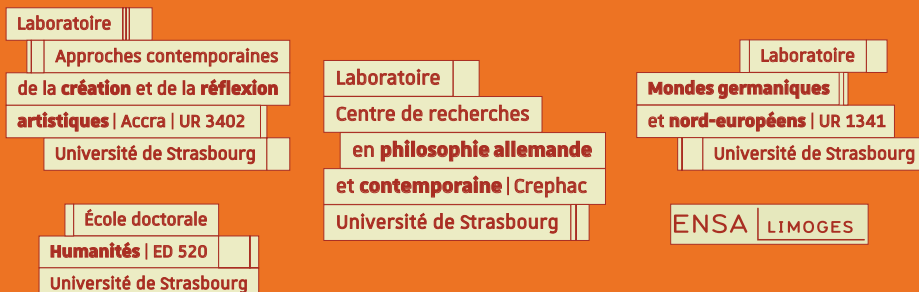 Laboratoire
Approches contemporaines
de la création et de la réflexion
artistiques | Accra | UR 3402
Université de Strasbourg
École doctorale
Humanités | ED 520
Université de Strasbourg
Laboratoire
Centre de recherches
en philosophie allemande
et contemporaine | Crephac
Université de Strasbourg
Laboratoire
Mondes germaniques
et nord-européens | UR 1341
Université de Strasbourg
ENSA | LIMOGES